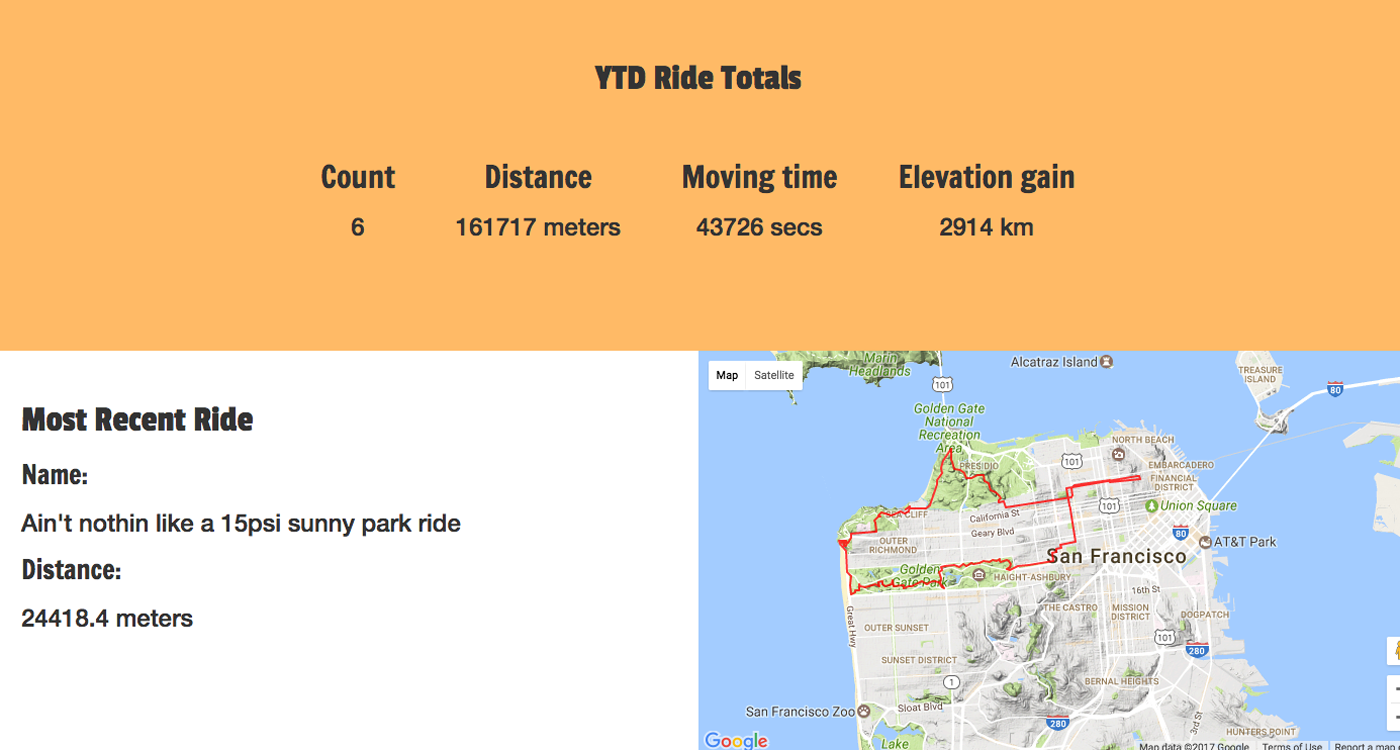 YTD Ride Totals
Count Distance Moving time Elevation gain
6 161717 meters 43726 secs 2914 km
Most Recent Ride
Name:
Ain't nothin like a 15psi sunny park ride
Distance:
24418.4 meters
Map Satellite
Marin
Headlands
Alcatraz Island
TREASURE
ISLAND
80
101
Golden Gate
National
Recreation
Area
NORTH BEACH
PRESIDIO
101
EMBARCADERO
FINANCIAL
DISTRICT
101
Union Square
SEA CLIFF
California St
Geary Blvd
80
AT&T Park
OUTER
RICHMOND
San Francisco
Golden
Gate Park
HAIGHT-ASHBURY
16th St
THE CASTRO
MISSION
DISTRICT
DOGPATCH
Great Hwy
OUTER SUNSET
101
280
SUNSET DISTRICT
1
BERNAL HEIGHTS
San Francisco Zoo
Sloat Blvd
280
3rd St
HUNTERS POINT
Lake
Google
Map data ©2017 Google Terms of Use